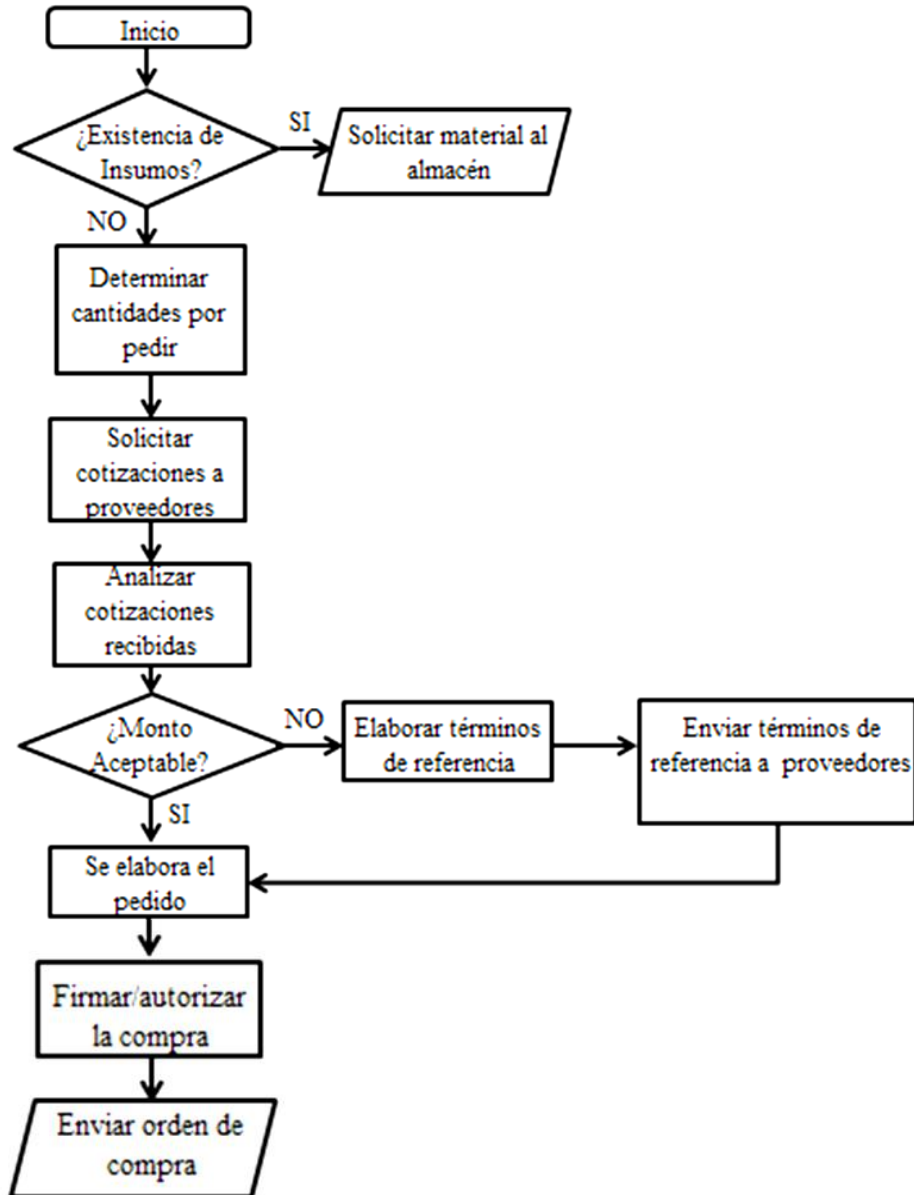 Inicio
¿Existencia de
Insumos?
SI
Solicitar material al
almacén
NO
Determinar
cantidades por
pedir
Solicitar
cotizaciones a
proveedores
Analizar
cotizaciones
recibidas
¿Monto
Aceptable?
NO
Elaborar términos
de referencia
Enviar términos de
referencia a proveedores
SI
Se elabora el
pedido
Firmar/autorizar
la compra
Enviar orden de
compra